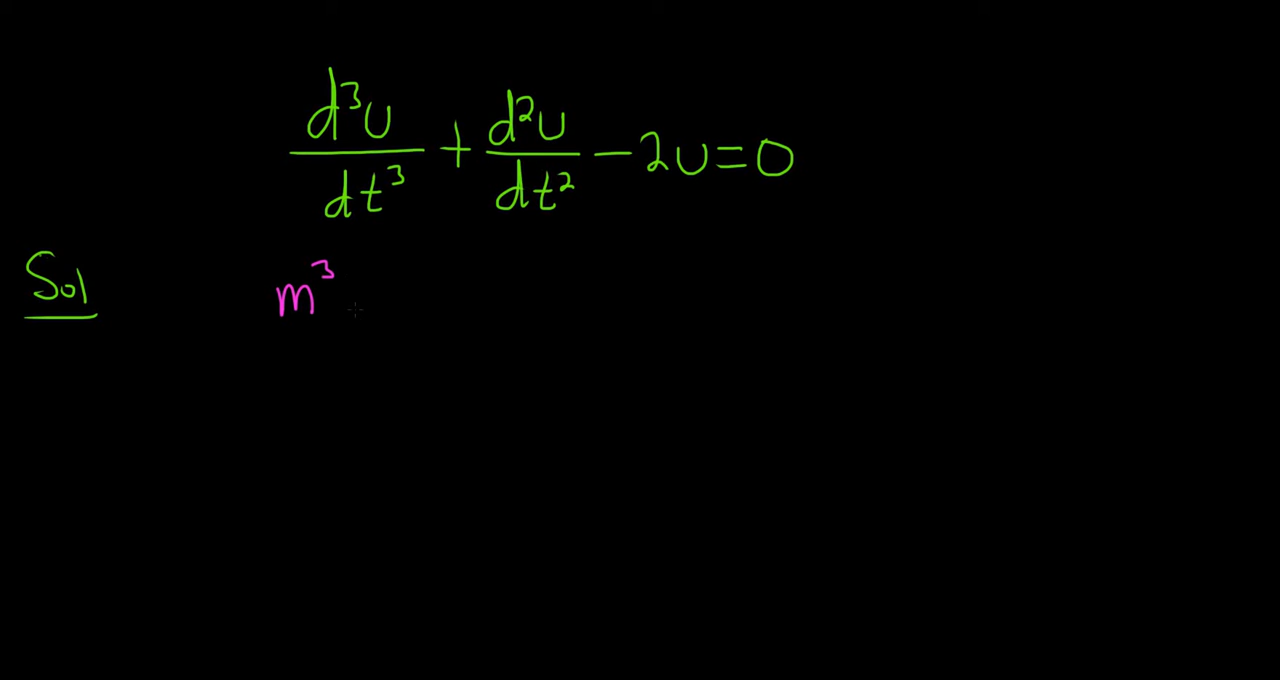 d³u/dt³ + d²u/dt² − 2u = 0
Sol m³